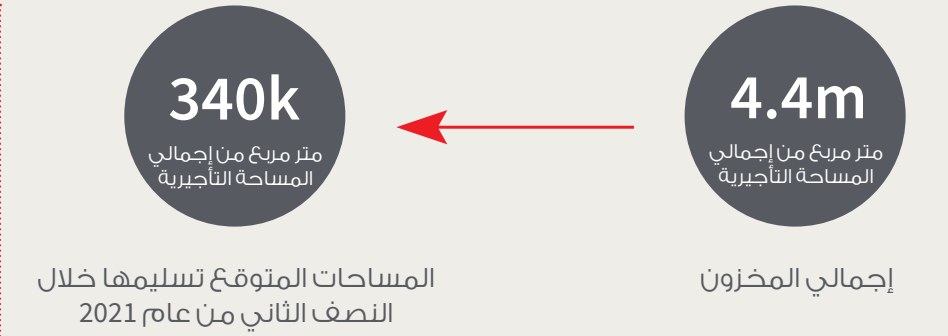 4.4m
متر مربع من إجمالي
المساحة التأجيرية
إجمالي المخزون
340k
متر مربع من إجمالي
المساحة التأجيرية
المساحات المتوقع تسليمها خلال
النصف الثاني من عام 2021